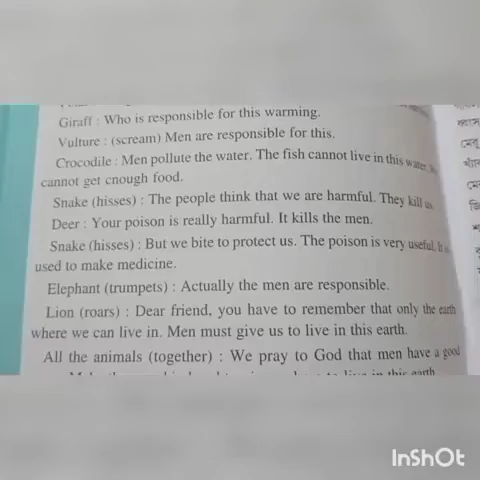 Giraff : Who is responsible for this warming.
Vulture : (scream) Men are responsible for this.
Crocodile : Men pollute the water. The fish cannot live in this water.
cannot get cnough food.
Snake (hisses) : The people think that we are harmful. They kill us.
Deer : Your poison is really harmful. It kills the men.
Snake (hisses) : But we bite to protect us. The poison is very useful. It is
used to make medicine.
Elephant (trumpets) : Actually the men are responsible.
Lion (roars) : Dear friend, you have to remember that only the earth
where we can live in. Men must give us to live in this earth.
All the animals (together) : We pray to God that men have a good
live in this earth
InShOt